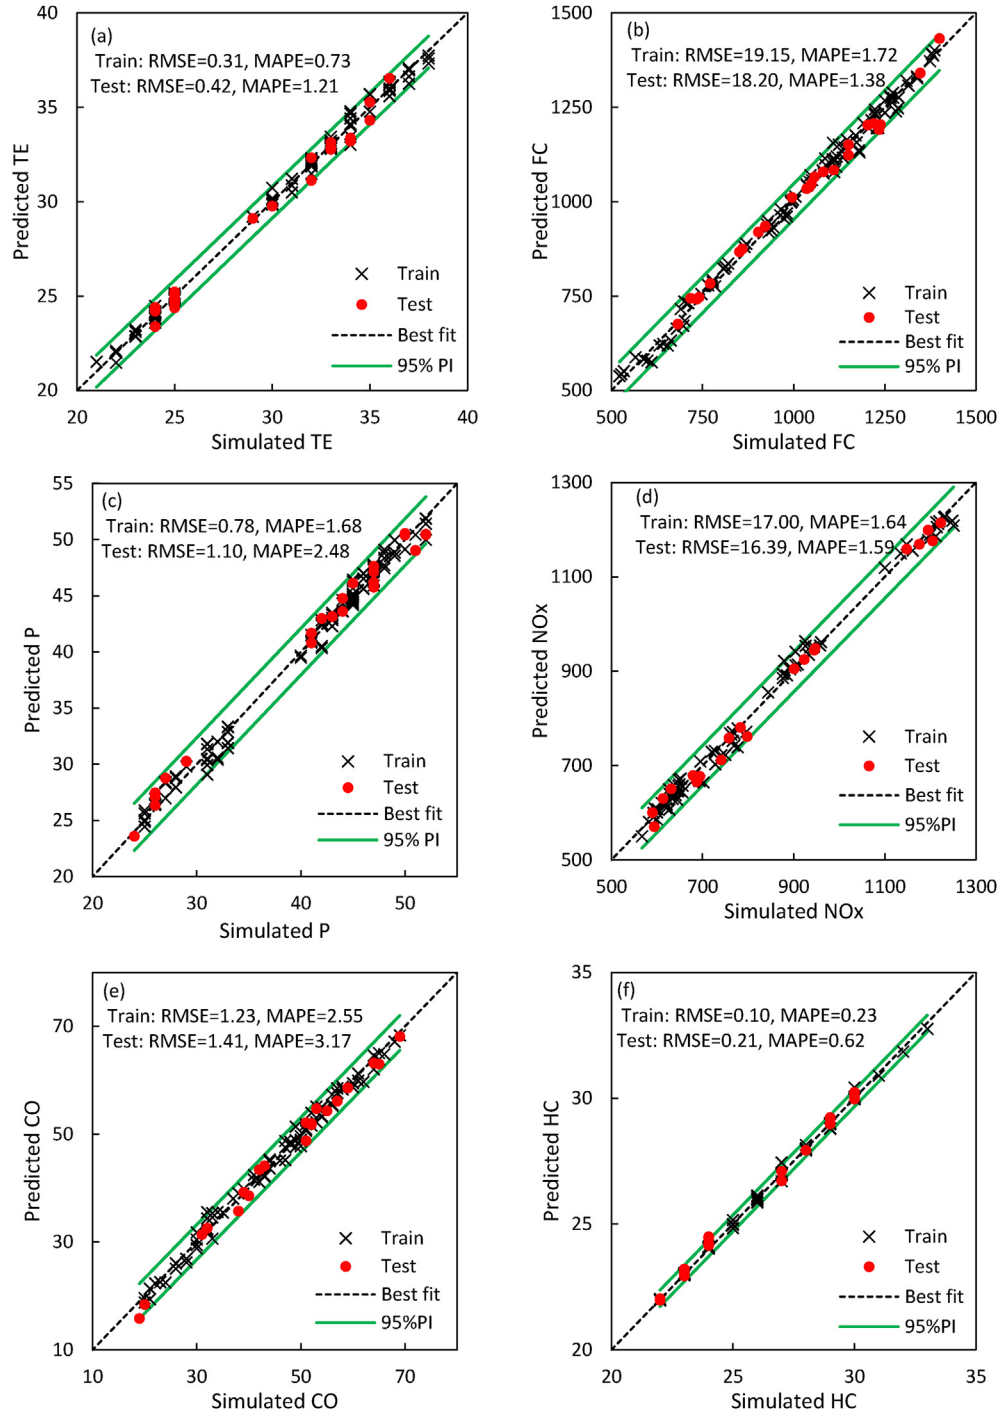 (a)
Train: RMSE=0.31, MAPE=0.73
Test: RMSE=0.42, MAPE=1.21
40
35
30
25
20
Predicted TE
Train
Test
Best fit
95% PI
20 25 30 35 40
Simulated TE
(b)
Train: RMSE=19.15, MAPE=1.72
Test: RMSE=18.20, MAPE=1.38
1500
1250
1000
750
500
Predicted FC
Train
Test
Best fit
95% PI
500 750 1000 1250 1500
Simulated FC
(c)
Train: RMSE=0.78, MAPE=1.68
Test: RMSE=1.10, MAPE=2.48
55
50
45
40
35
30
25
20
Predicted P
Train
Test
Best fit
95% PI
20 30 40 50
Simulated P
(d)
Train: RMSE=17.00, MAPE=1.64
Test: RMSE=16.39, MAPE=1.59
1300
1100
900
700
500
Predicted NOx
Train
Test
Best fit
95%PI
500 700 900 1100 1300
Simulated NOx
(e)
Train: RMSE=1.23, MAPE=2.55
Test: RMSE=1.41, MAPE=3.17
70
50
30
10
Predicted CO
Train
Test
Best fit
95%PI
10 30 50 70
Simulated CO
(f)
Train: RMSE=0.10, MAPE=0.23
Test: RMSE=0.21, MAPE=0.62
35
30
25
20
Predicted HC
Train
Test
Best fit
95%PI
20 25 30 35
Simulated HC